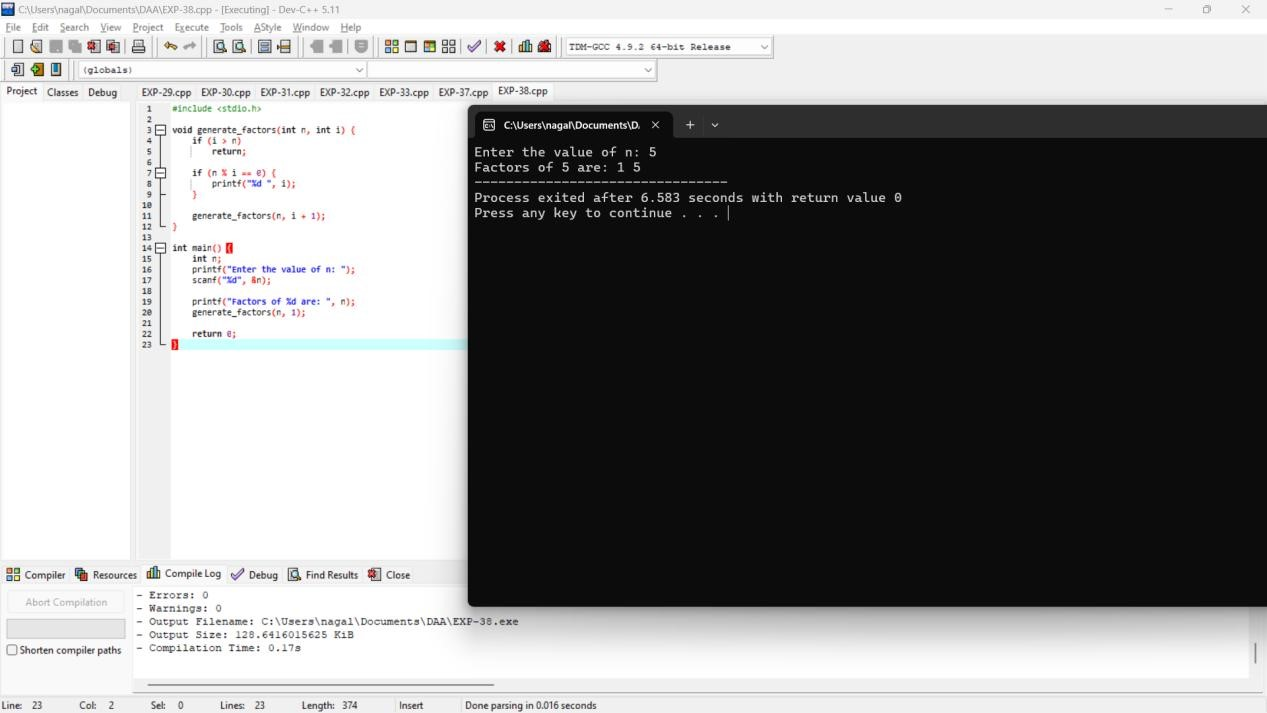 C:\Users\nagal\Documents\DAA\EXP-38.cpp - [Executing] - Dev-C++ 5.11
File Edit Search View Project Execute Tools AStyle Window Help
TDM-GCC 4.9.2 64-bit Release
(globals)
Project Classes Debug
EXP-29.cpp EXP-30.cpp EXP-31.cpp EXP-32.cpp EXP-33.cpp EXP-37.cpp EXP-38.cpp
1 #include <stdio.h>
2
3 void generate_factors(int n, int i) {
4 if (i > n)
5 return;
6
7 if (n % i == 0) {
8 printf("%d ", i);
9 }
10
11 generate_factors(n, i + 1);
12 }
13
14 int main() {
15 int n;
16 printf("Enter the value of n: ");
17 scanf("%d", &n);
18
19 printf("Factors of %d are: ", n);
20 generate_factors(n, 1);
21
22 return 0;
23 }
C:\Users\nagal\Documents\D.
Enter the value of n: 5
Factors of 5 are: 1 5
--------------------------------
Process exited after 6.583 seconds with return value 0
Press any key to continue . . .
Compiler Resources Compile Log Debug Find Results Close
Abort Compilation
Shorten compiler paths
- Errors: 0
- Warnings: 0
- Output Filename: C:\Users\nagal\Documents\DAA\EXP-38.exe
- Output Size: 128.6416015625 KiB
- Compilation Time: 0.17s
Line: 23 Col: 2 Sel: 0 Lines: 23 Length: 374 Insert Done parsing in 0.016 seconds